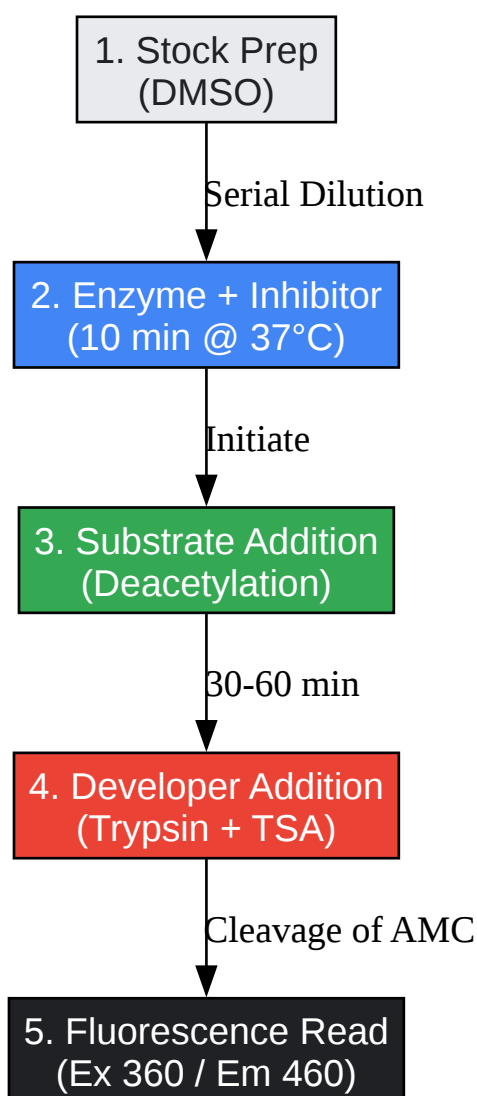 1. Stock Prep
(DMSO)
Serial Dilution
2. Enzyme + Inhibitor
(10 min @ 37°C)
Initiate
3. Substrate Addition
(Deacetylation)
30-60 min
4. Developer Addition
(Trypsin + TSA)
Cleavage of AMC
5. Fluorescence Read
(Ex 360 / Em 460)